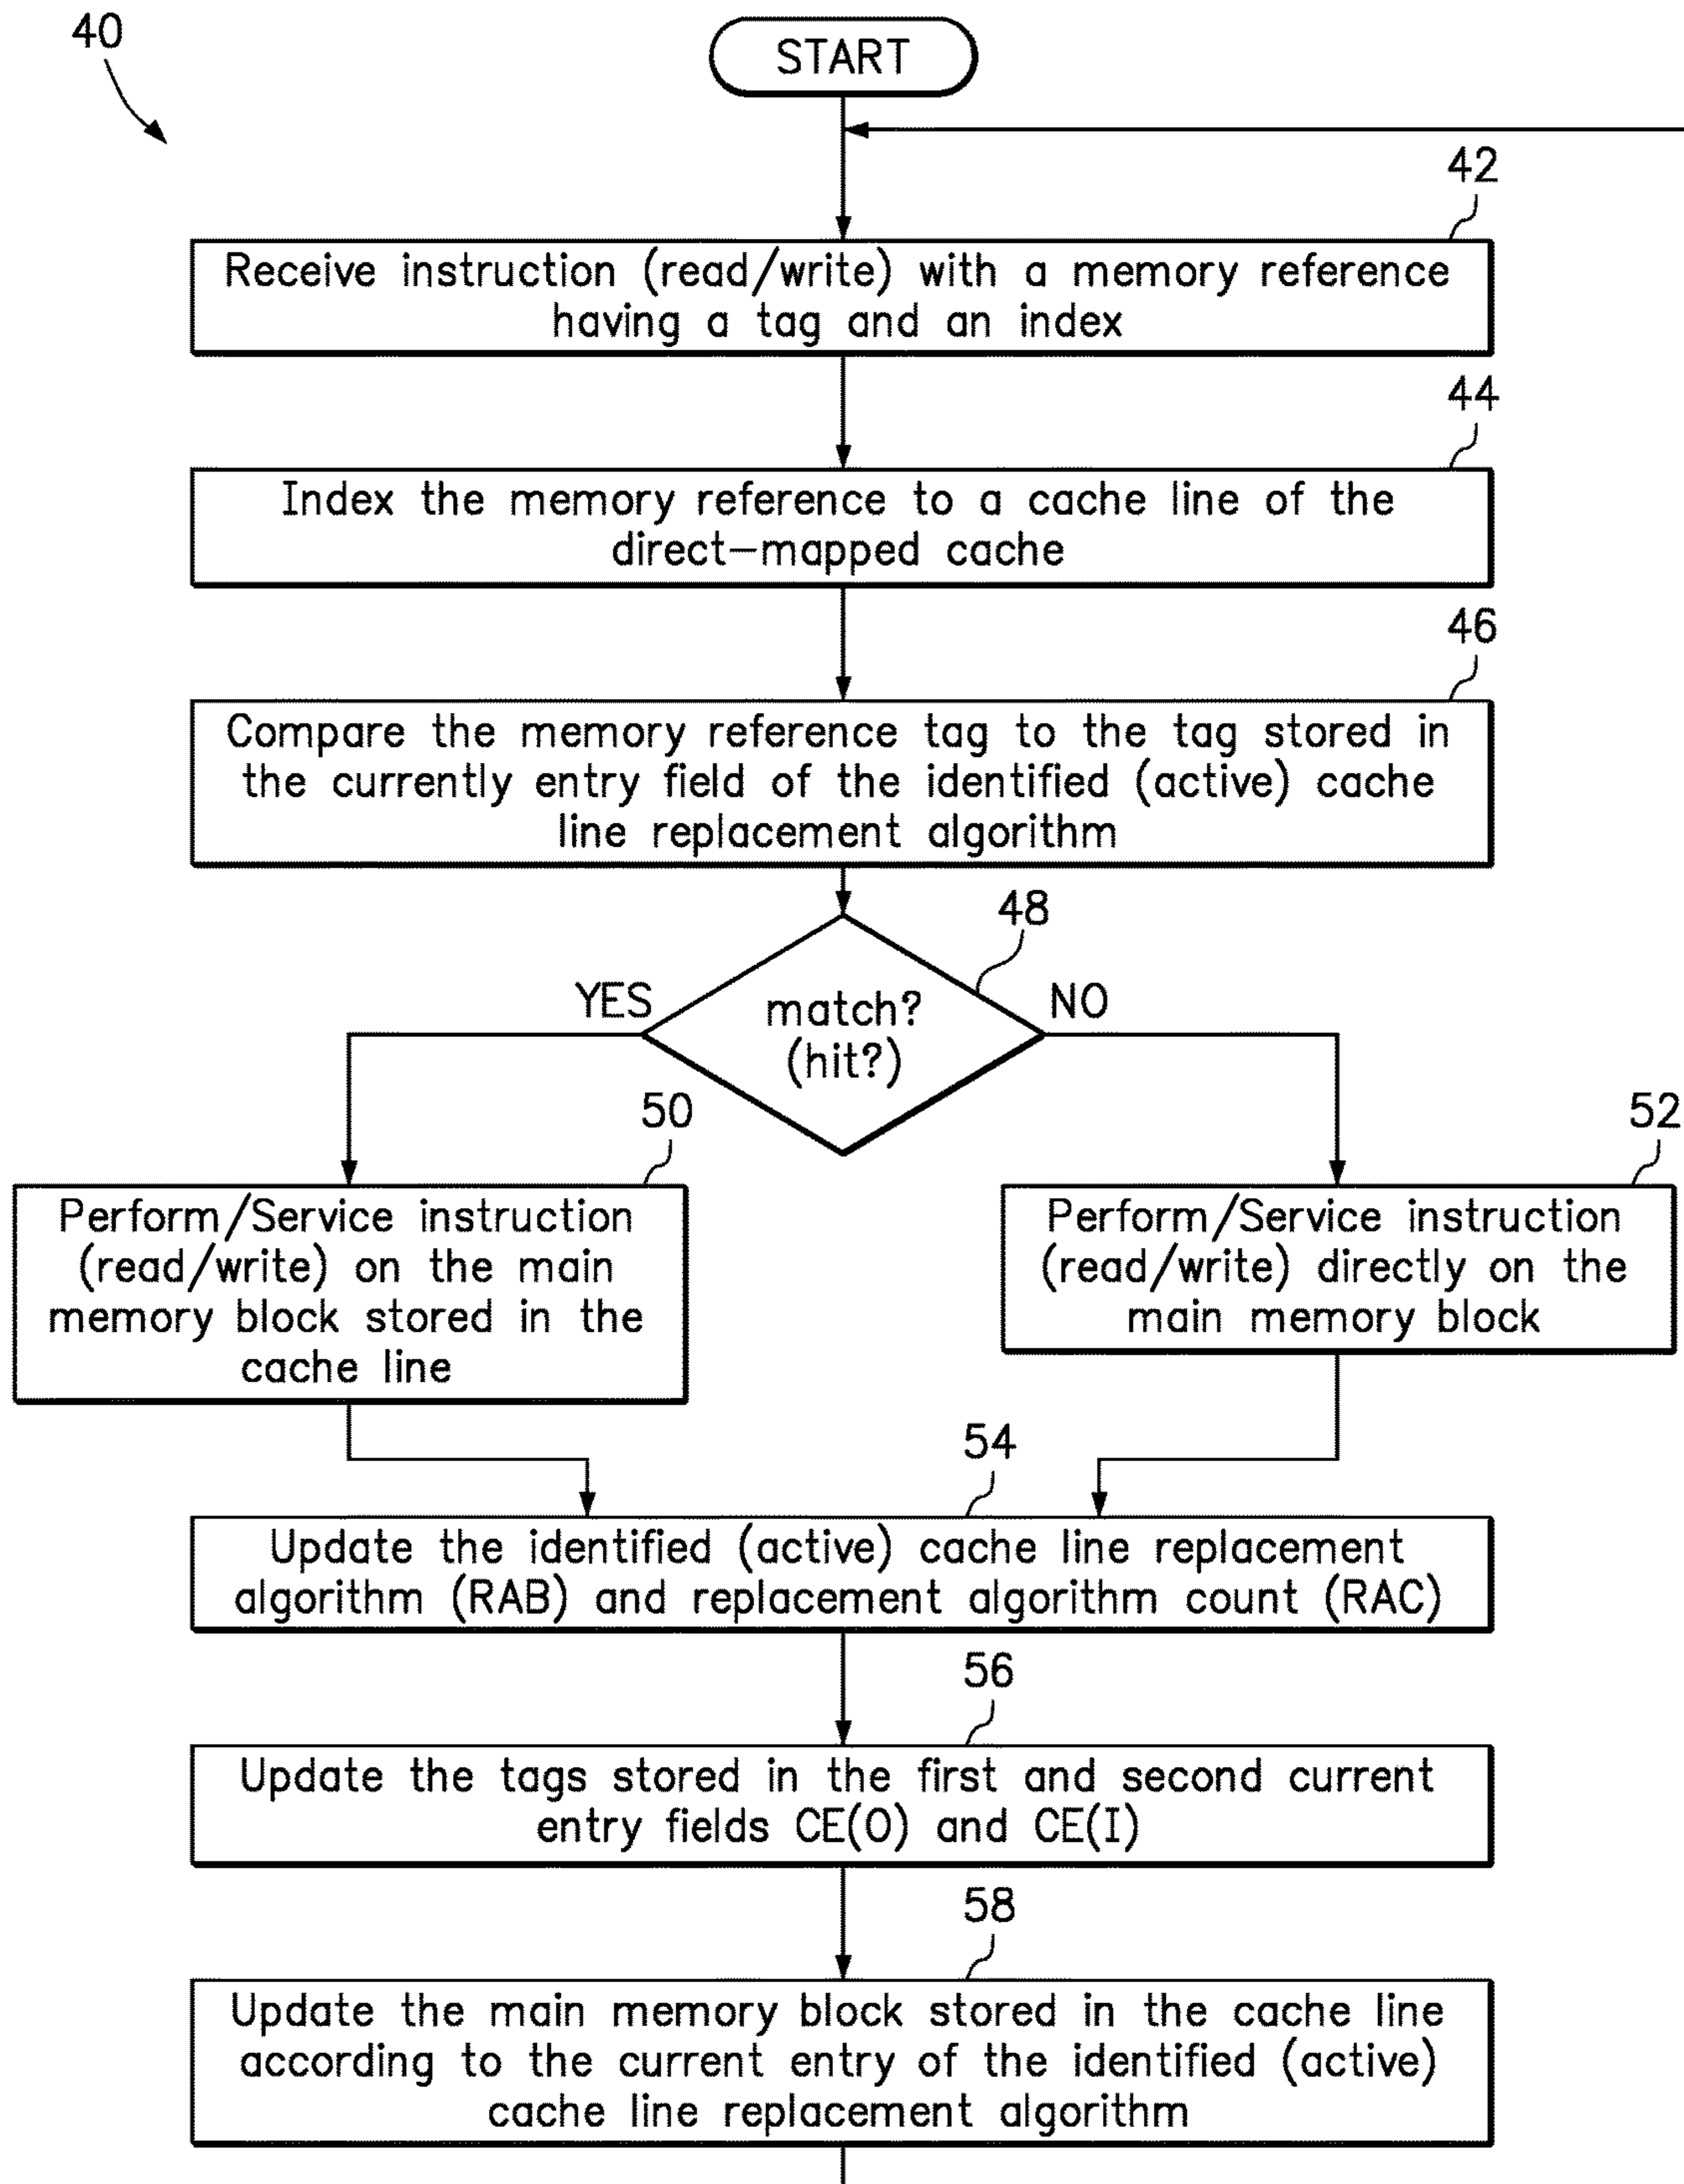 40
START
42
Receive instruction (read/write) with a memory reference
having a tag and an index
44
Index the memory reference to a cache line of the
direct-mapped cache
46
Compare the memory reference tag to the tag stored in
the currently entry field of the identified (active) cache
line replacement algorithm
48
YES
match?
(hit?)
NO
50
Perform/Service instruction
(read/write) on the main
memory block stored in the
cache line
52
Perform/Service instruction
(read/write) directly on the
main memory block
54
Update the identified (active) cache line replacement
algorithm (RAB) and replacement algorithm count (RAC)
56
Update the tags stored in the first and second current
entry fields CE(O) and CE(I)
58
Update the main memory block stored in the cache line
according to the current entry of the identified (active)
cache line replacement algorithm